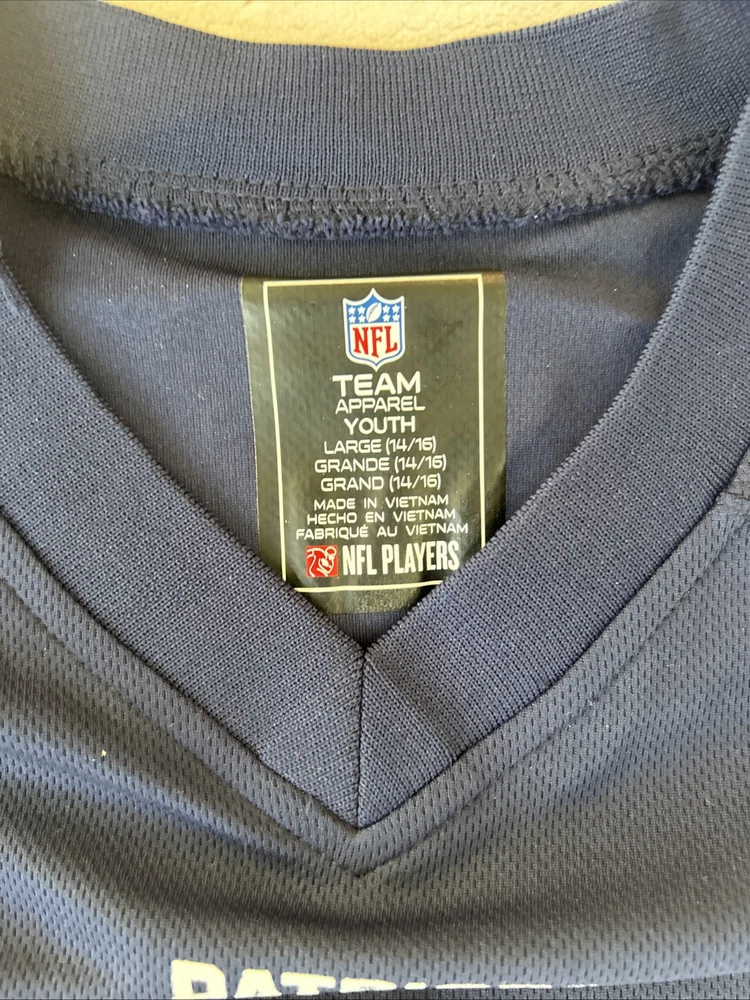 NFL
TEAM
APPAREL
YOUTH
LARGE (14/16)
GRANDE (14/16)
GRAND (14/16)
MADE IN VIETNAM
HECHO EN VIETNAM
FABRIQUÉ AU VIETNAM
NFL PLAYERS